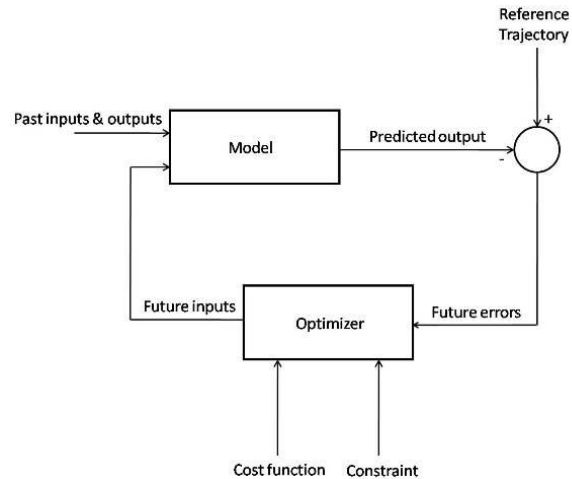 Reference
Trajectory
Past inputs & outputs
+
Model
Predicted output
-
Future inputs
Optimizer
Future errors
Cost function
Constraint